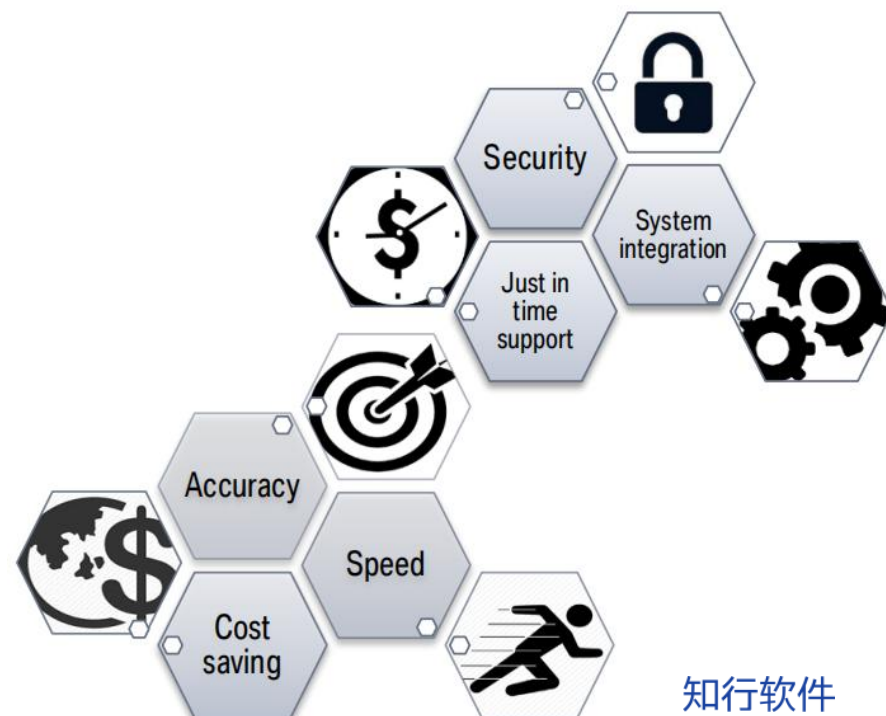 Security
System
integration
Just in
time
support
Accuracy
Speed
Cost
saving
知行软件